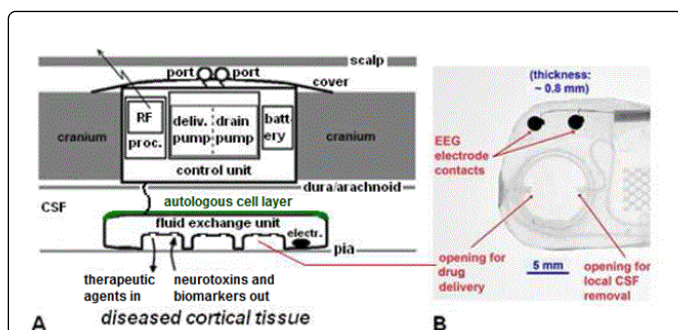 scalp
port port
cover
RF
proc.
deliv. drain
pump pump
batt-
ery
cranium
cranium
control unit
dura/arachnoid
CSF
autologous cell layer
fluid exchange unit
electr.
pia
therapeutic
agents in
neurotoxins and
biomarkers out
A
diseased cortical tissue
(thickness:
~ 0.8 mm)
EEG
electrode
contacts
opening for
drug
delivery
5 mm
opening for
local CSF
removal
B